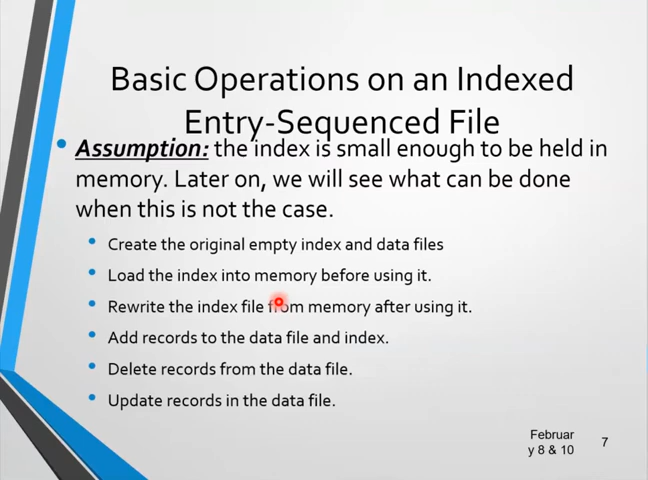 Basic Operations on an Indexed
Entry-Sequenced File
• Assumption: the index is small enough to be held in
memory. Later on, we will see what can be done
when this is not the case.
• Create the original empty index and data files
• Load the index into memory before using it.
• Rewrite the index file from memory after using it.
• Add records to the data file and index.
• Delete records from the data file.
• Update records in the data file.
Februar
y 8 & 10
7